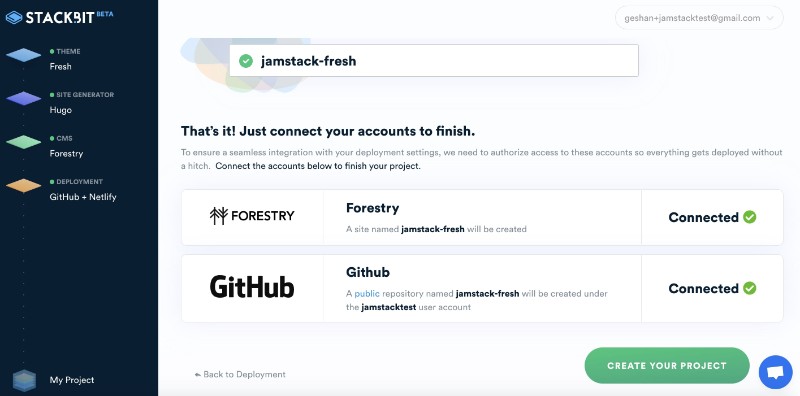 STACKBIT BETA
geshan+jamstacktest@gmail.com
THEME
Fresh
SITE GENERATOR
Hugo
CMS
Forestry
DEPLOYMENT
GitHub + Netlify
My Project
jamstack-fresh
That's it! Just connect your accounts to finish.
To ensure a seamless integration with your deployment settings, we need to authorize access to these accounts so everything gets deployed without
a hitch. Connect the accounts below to finish your project.
FORESTRY
Forestry
A site named jamstack-fresh will be created
Connected
GitHub
Github
A public repository named jamstack-fresh will be created under
the jamstacktest user account
Connected
Back to Deployment
CREATE YOUR PROJECT